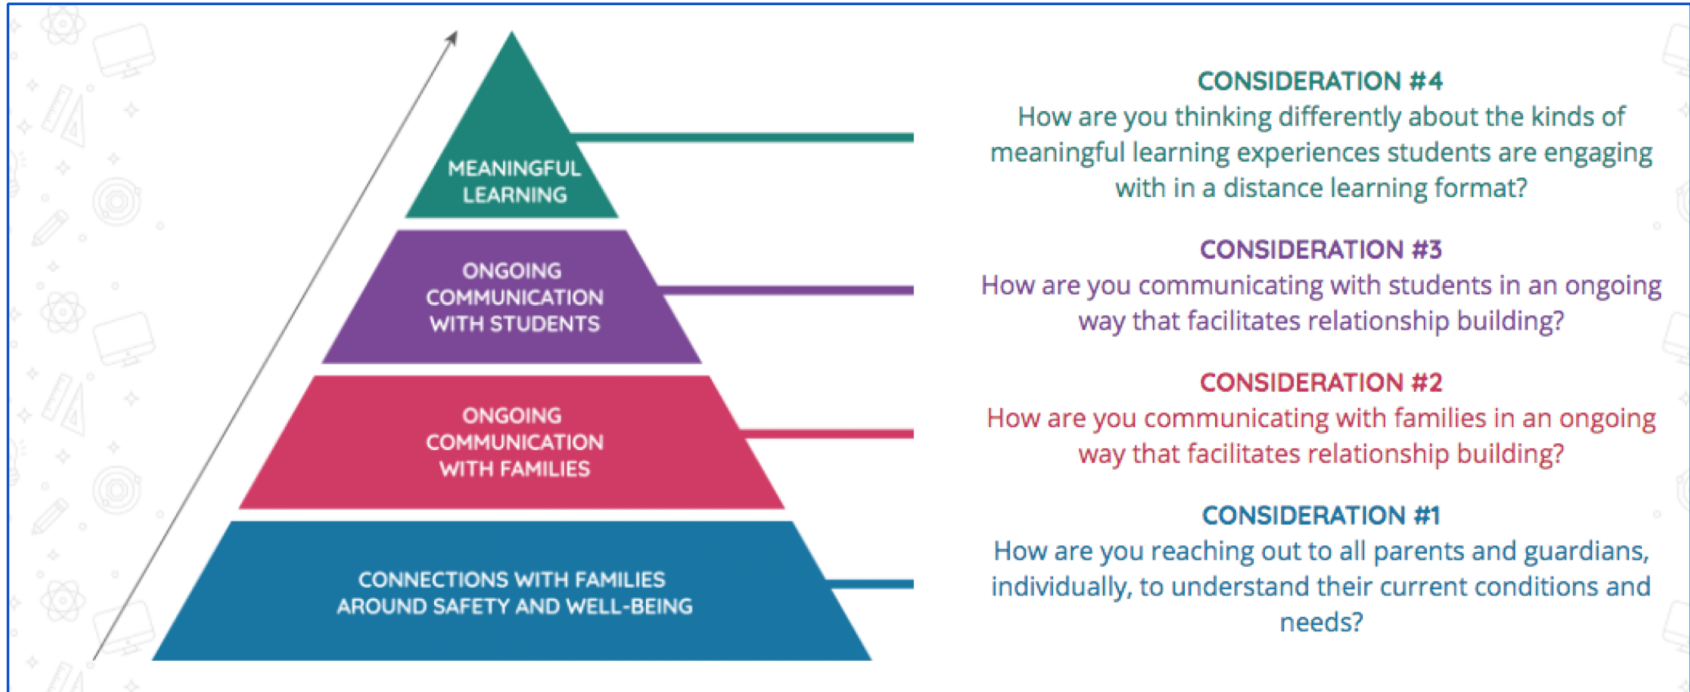 MEANINGFUL
LEARNING
ONGOING
COMMUNICATION
WITH STUDENTS
ONGOING
COMMUNICATION
WITH FAMILIES
CONNECTIONS WITH FAMILIES
AROUND SAFETY AND WELL-BEING
CONSIDERATION #4
How are you thinking differently about the kinds of
meaningful learning experiences students are engaging
with in a distance learning format?
CONSIDERATION #3
How are you communicating with students in an ongoing
way that facilitates relationship building?
CONSIDERATION #2
How are you communicating with families in an ongoing
way that facilitates relationship building?
CONSIDERATION #1
How are you reaching out to all parents and guardians,
individually, to understand their current conditions and
needs?